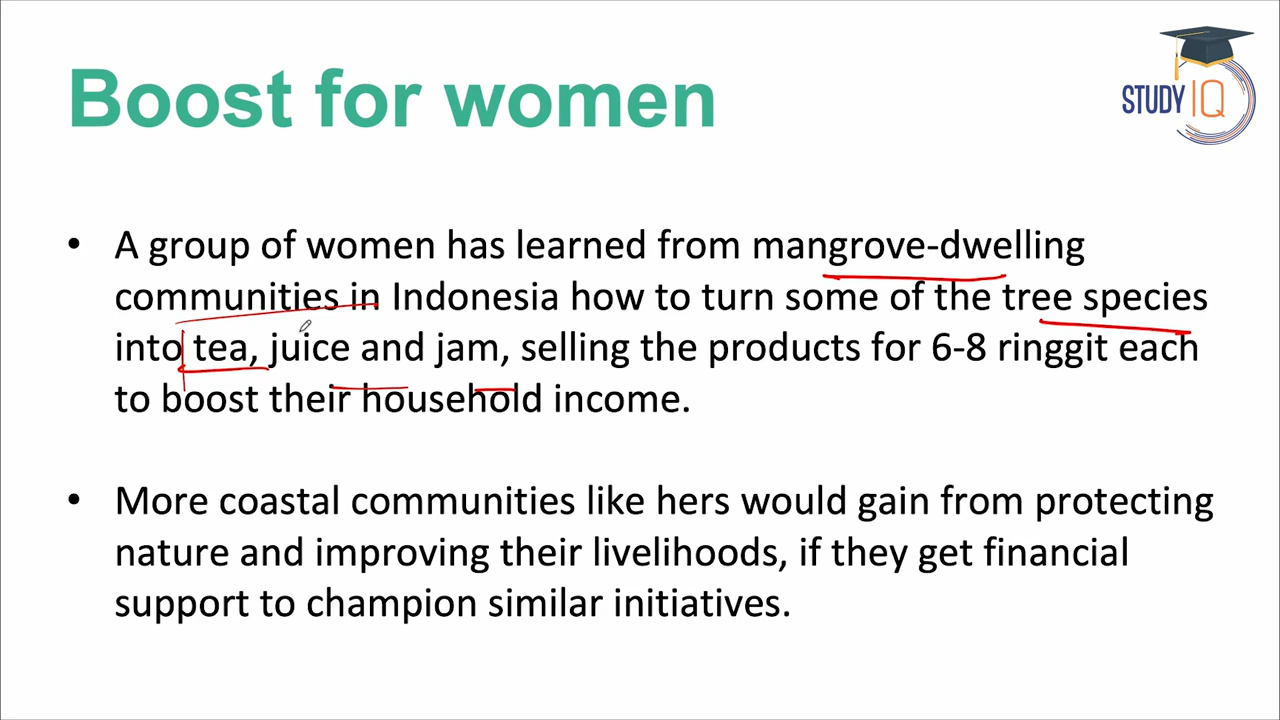 Boost for women
STUDY IQ
• A group of women has learned from mangrove-dwelling
communities in Indonesia how to turn some of the tree species
into tea, juice and jam, selling the products for 6-8 ringgit each
to boost their household income.
• More coastal communities like hers would gain from protecting
nature and improving their livelihoods, if they get financial
support to champion similar initiatives.